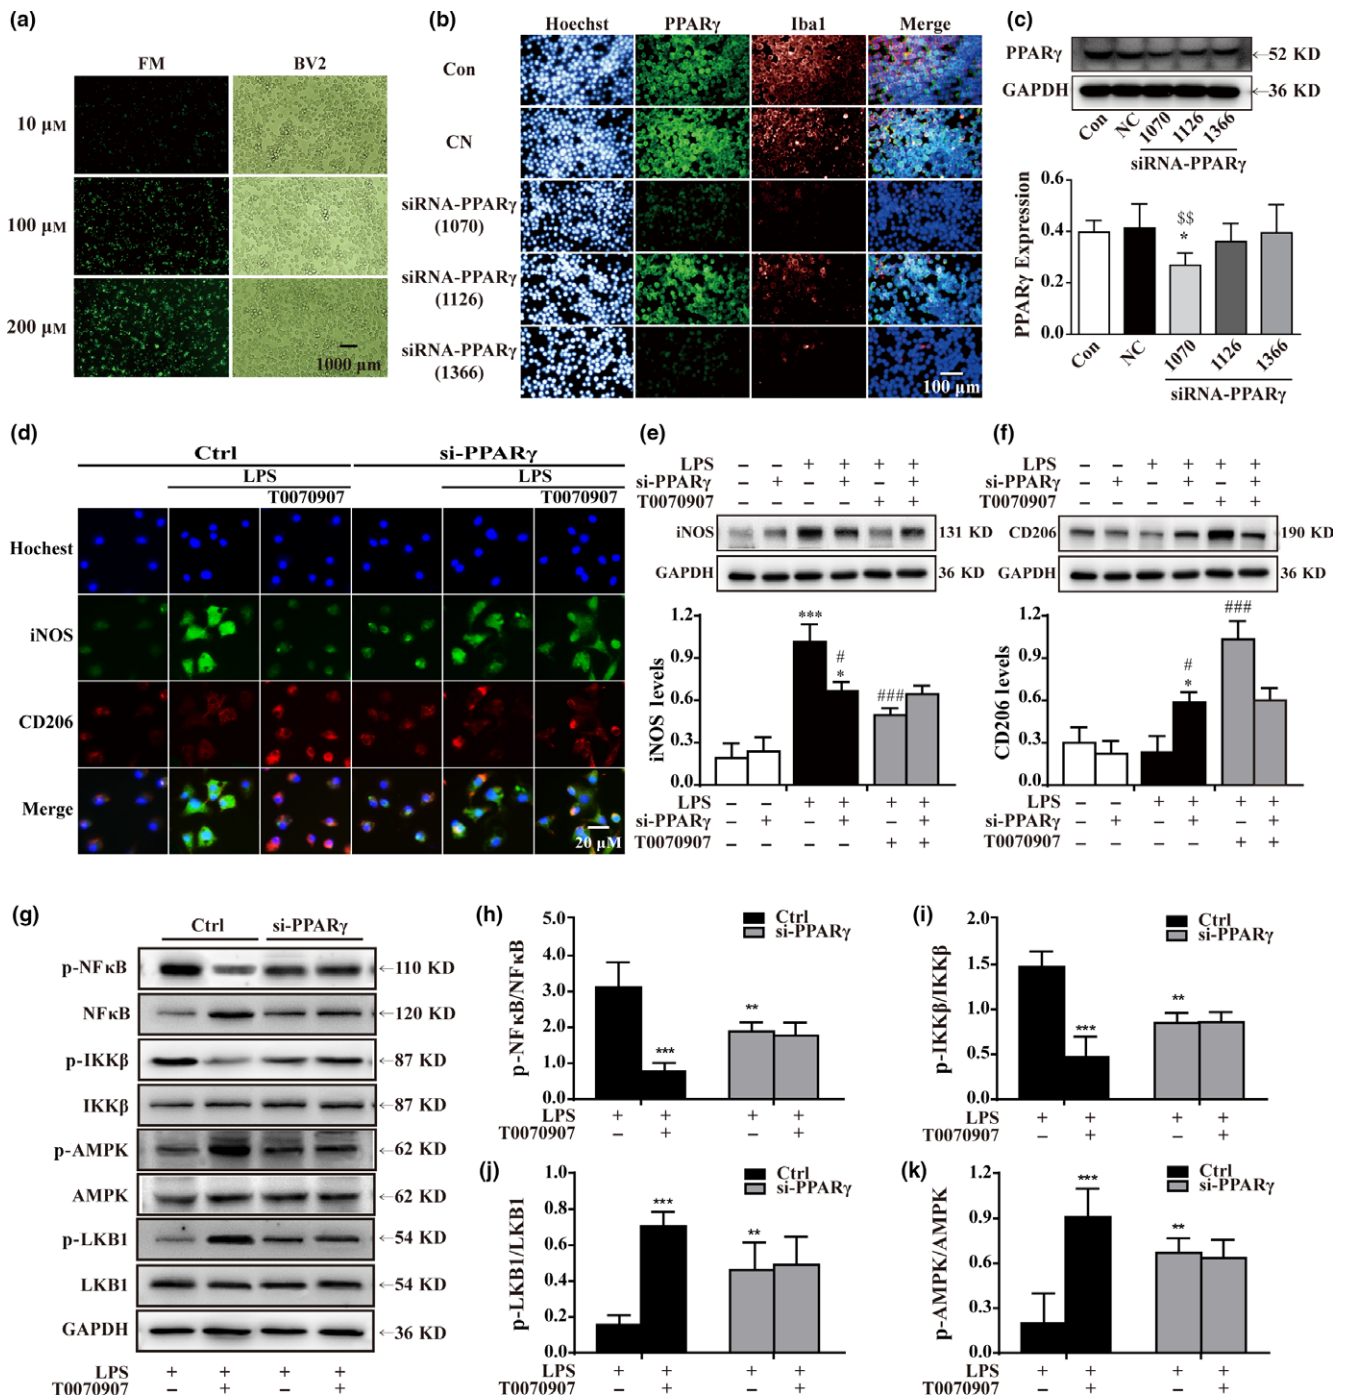 (a)
FM BV2
10 μM
100 μM
200 μM
1000 μm
(b)
Hoechst PPARγ Iba1 Merge
Con
CN
siRNA-PPARγ
(1070)
siRNA-PPARγ
(1126)
siRNA-PPARγ
(1366)
100 μm
(c)
PPARγ ←52 KD
GAPDH ←36 KD
Con NC 1070 1126 1366
siRNA-PPARγ
PPARγ Expression
0.6
0.4
0.2
0.0
$$
*
Con NC 1070 1126 1366
siRNA-PPARγ
(d)
Ctrl si-PPARγ
LPS LPS
T0070907 T0070907
Hochest
iNOS
CD206
Merge
20 μM
(e)
LPS – – + + + +
si-PPARγ – + – + – +
T0070907 – – – – + +
iNOS 131 KD
GAPDH 36 KD
iNOS levels
1.2
0.9
0.6
0.3
0.0
***
#
*
###
LPS – – + + + +
si-PPARγ – + – + – +
T0070907 – – – – + +
(f)
LPS – – + + + +
si-PPARγ – + – + – +
T0070907 – – – – + +
CD206 190 KD
GAPDH 36 KD
CD206 levels
1.2
0.9
0.6
0.3
0.0
#
*
###
LPS – – + + + +
si-PPARγ – + – + – +
T0070907 – – – – + +
(g)
Ctrl si-PPARγ
p-NFκB ←110 KD
NFκB ←120 KD
p-IKKβ ←87 KD
IKKβ ←87 KD
p-AMPK ←62 KD
AMPK ←62 KD
p-LKB1 ←54 KD
LKB1 ←54 KD
GAPDH ←36 KD
LPS + + + +
T0070907 – + – +
(h)
p-NFκB/NFκB
5.0
4.0
3.0
2.0
1.0
0.0
Ctrl
si-PPARγ
***
**
LPS + + + +
T0070907 – + – +
(i)
p-IKKβ/IKKβ
2.0
1.5
1.0
0.5
0.0
Ctrl
si-PPARγ
***
**
LPS + + + +
T0070907 – + – +
(j)
p-LKB1/LKB1
1.0
0.8
0.6
0.4
0.2
0.0
Ctrl
si-PPARγ
***
**
LPS + + + +
T0070907 – + – +
(k)
p-AMPK/AMPK
1.2
0.9
0.6
0.3
0.0
Ctrl
si-PPARγ
***
**
LPS + + + +
T0070907 – + – +